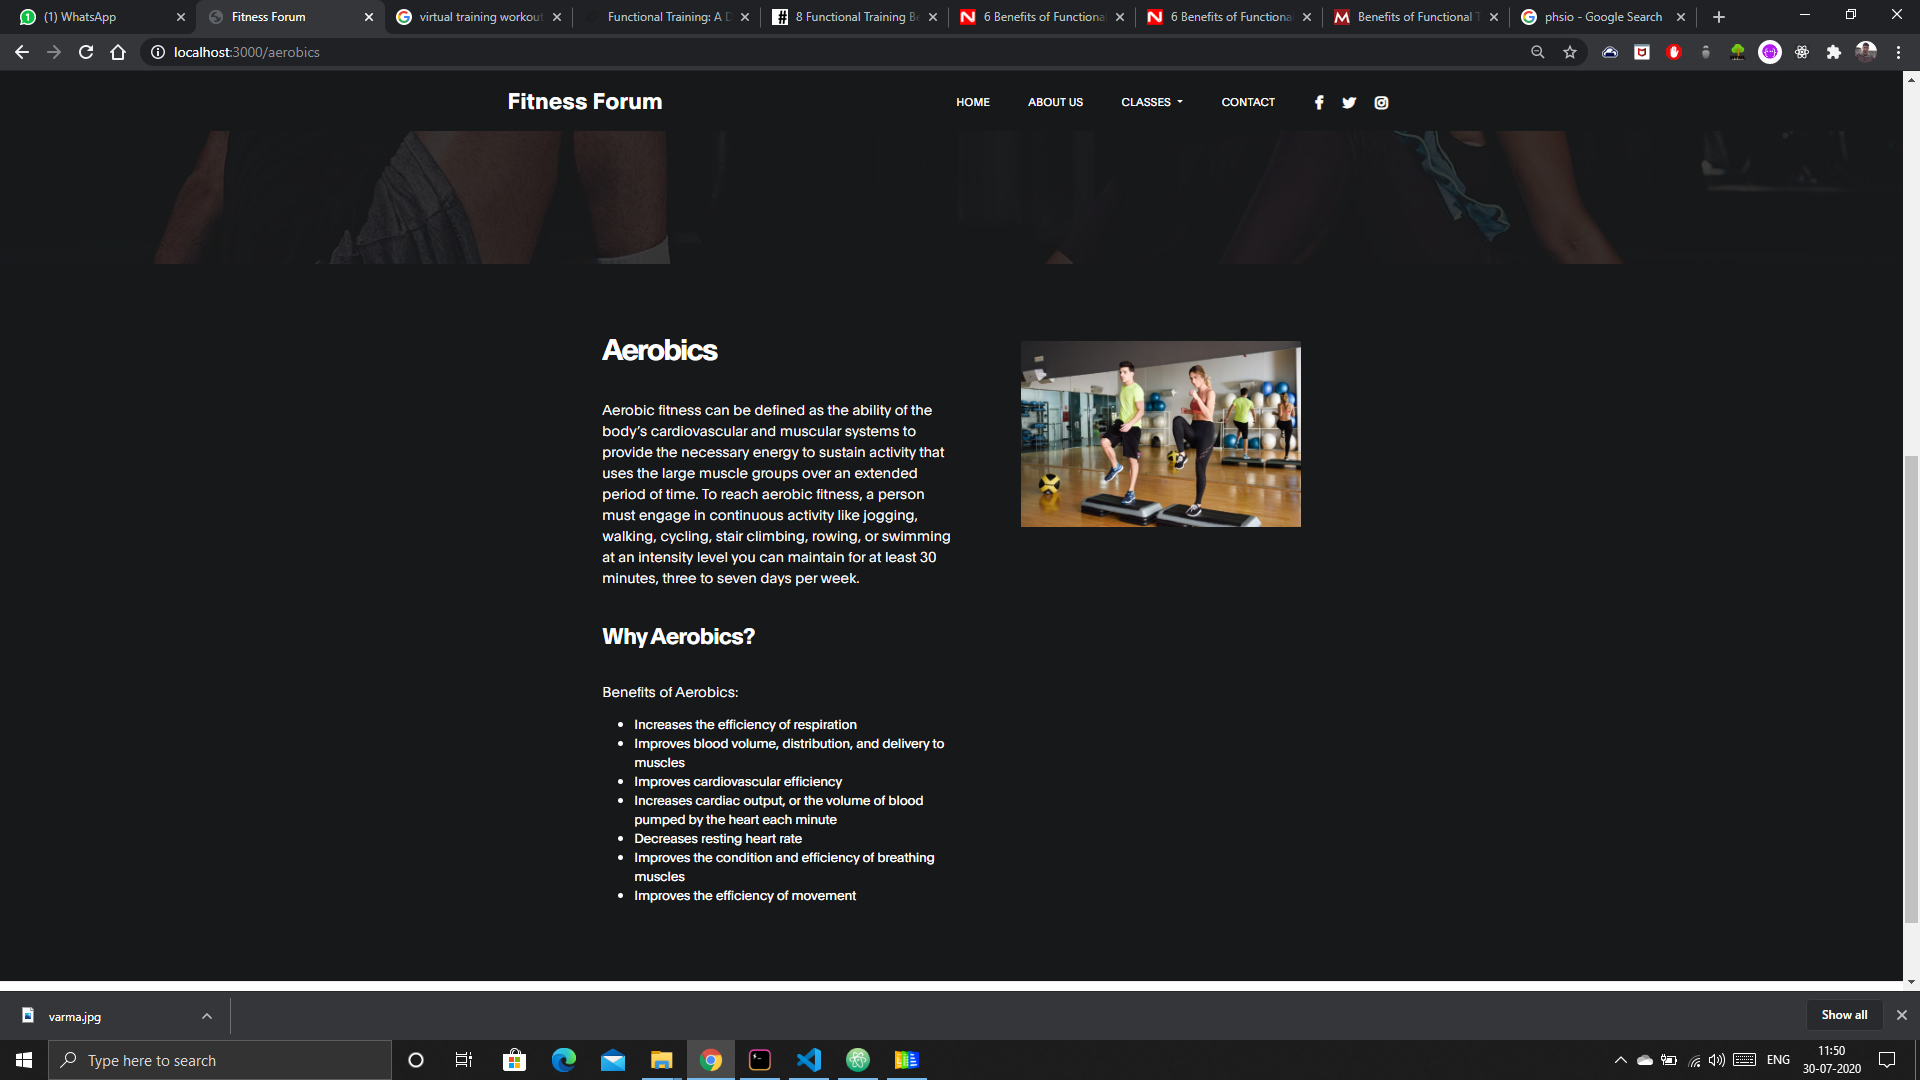 (1) WhatsApp
Fitness Forum
virtual training workout
Functional Training: A D
8 Functional Training Be
6 Benefits of Functional
6 Benefits of Functional
Benefits of Functional T
phsio - Google Search
localhost:3000/aerobics
Fitness Forum
HOME
ABOUT US
CLASSES
CONTACT
Aerobics
Aerobic fitness can be defined as the ability of the
body’s cardiovascular and muscular systems to
provide the necessary energy to sustain activity that
uses the large muscle groups over an extended
period of time. To reach aerobic fitness, a person
must engage in continuous activity like jogging,
walking, cycling, stair climbing, rowing, or swimming
at an intensity level you can maintain for at least 30
minutes, three to seven days per week.
Why Aerobics?
Benefits of Aerobics:
Increases the efficiency of respiration
Improves blood volume, distribution, and delivery to
muscles
Improves cardiovascular efficiency
Increases cardiac output, or the volume of blood
pumped by the heart each minute
Decreases resting heart rate
Improves the condition and efficiency of breathing
muscles
Improves the efficiency of movement
varma.jpg
Show all
Type here to search
ENG
11:50
30-07-2020